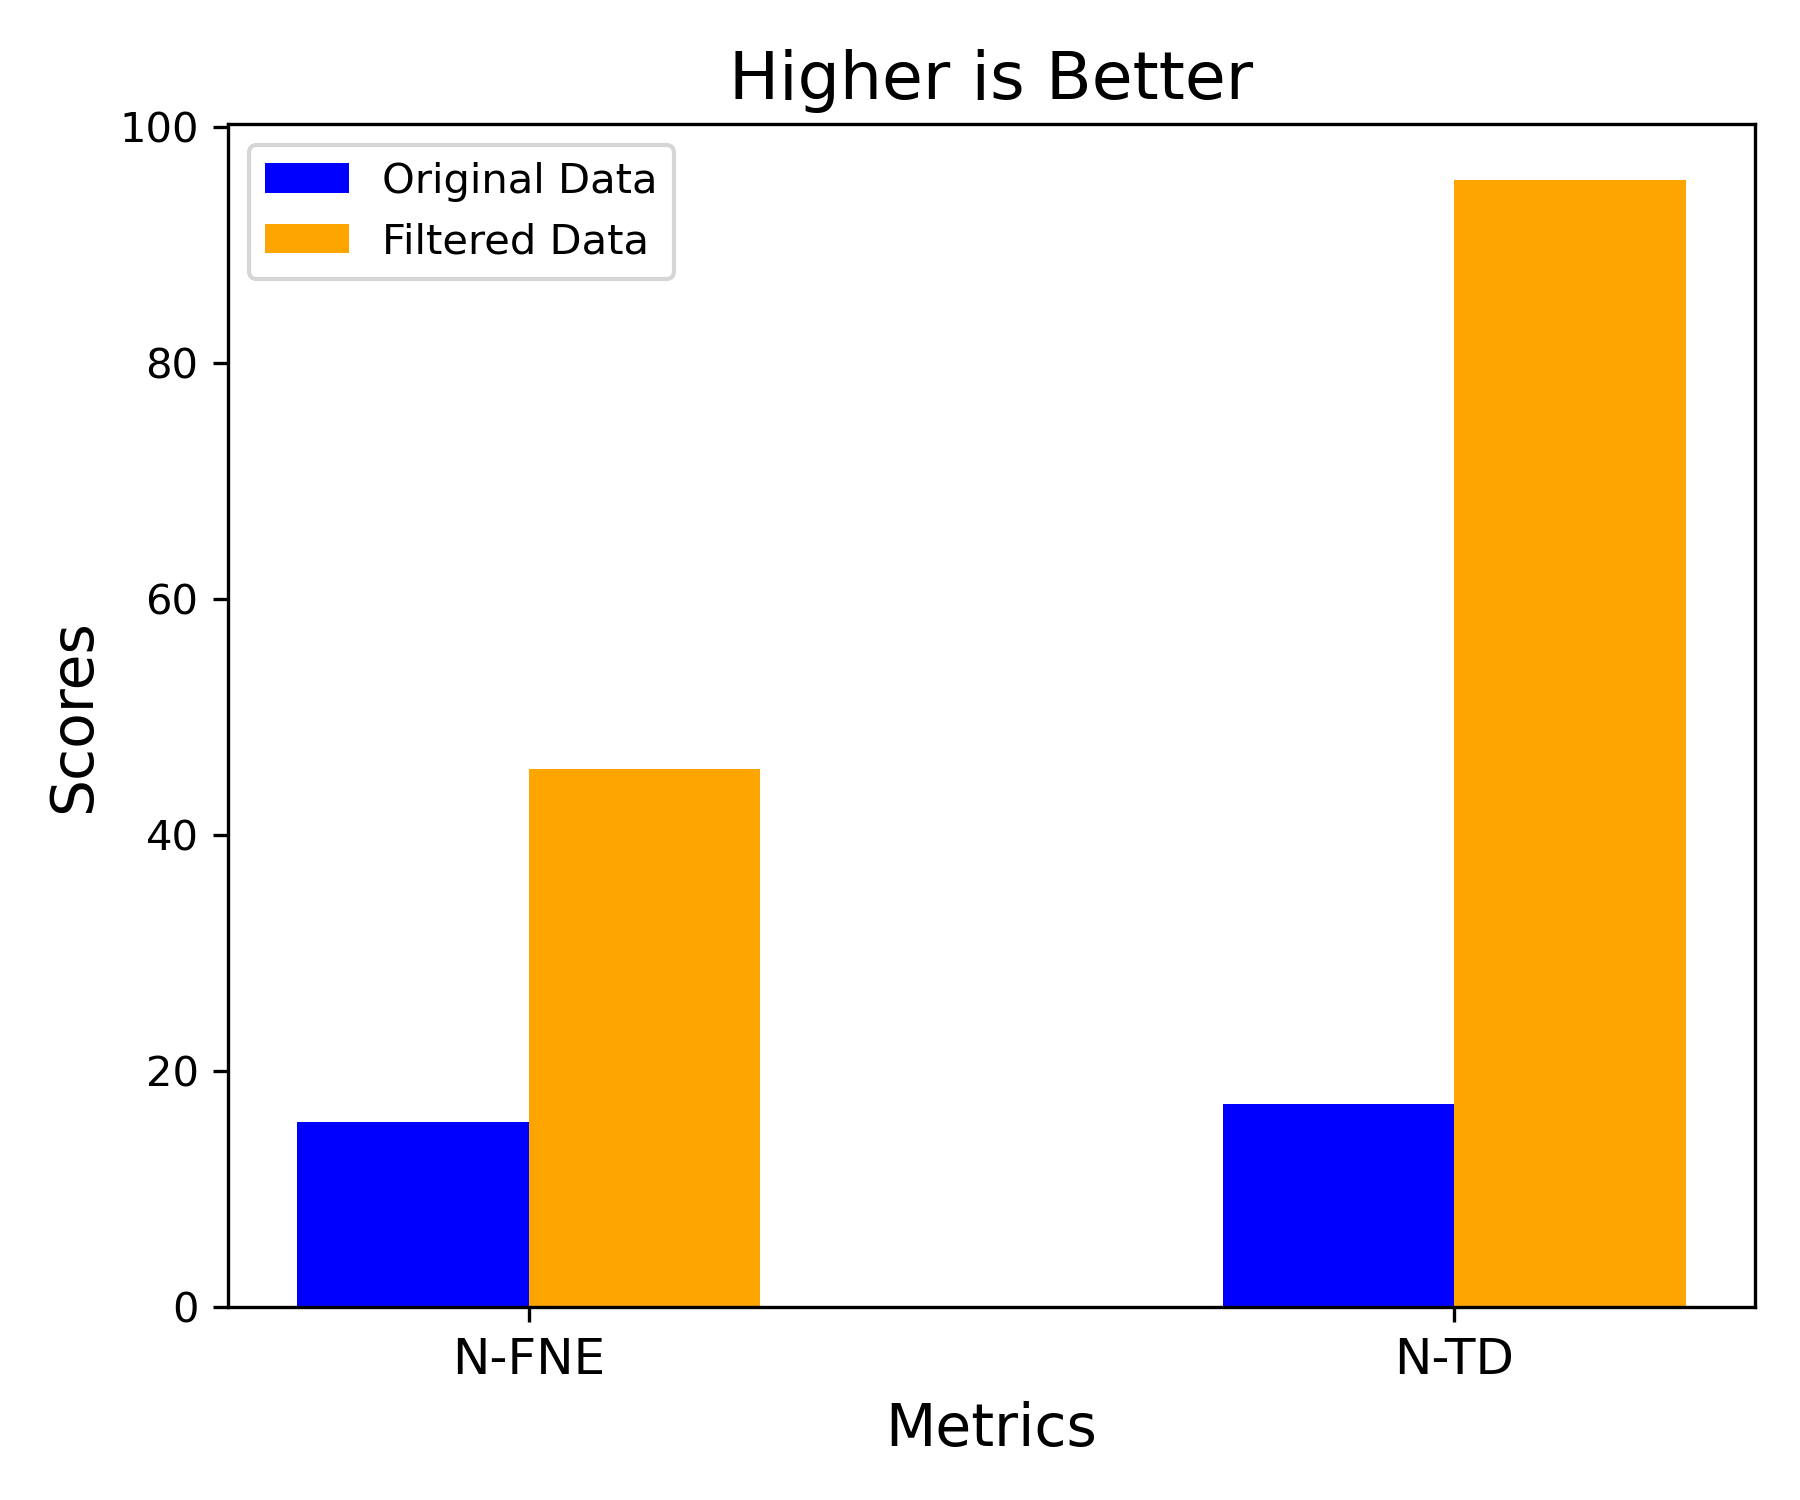 Higher is Better
Original Data
Filtered Data
100
80
60
40
20
0
Scores
N-FNE
N-TD
Metrics